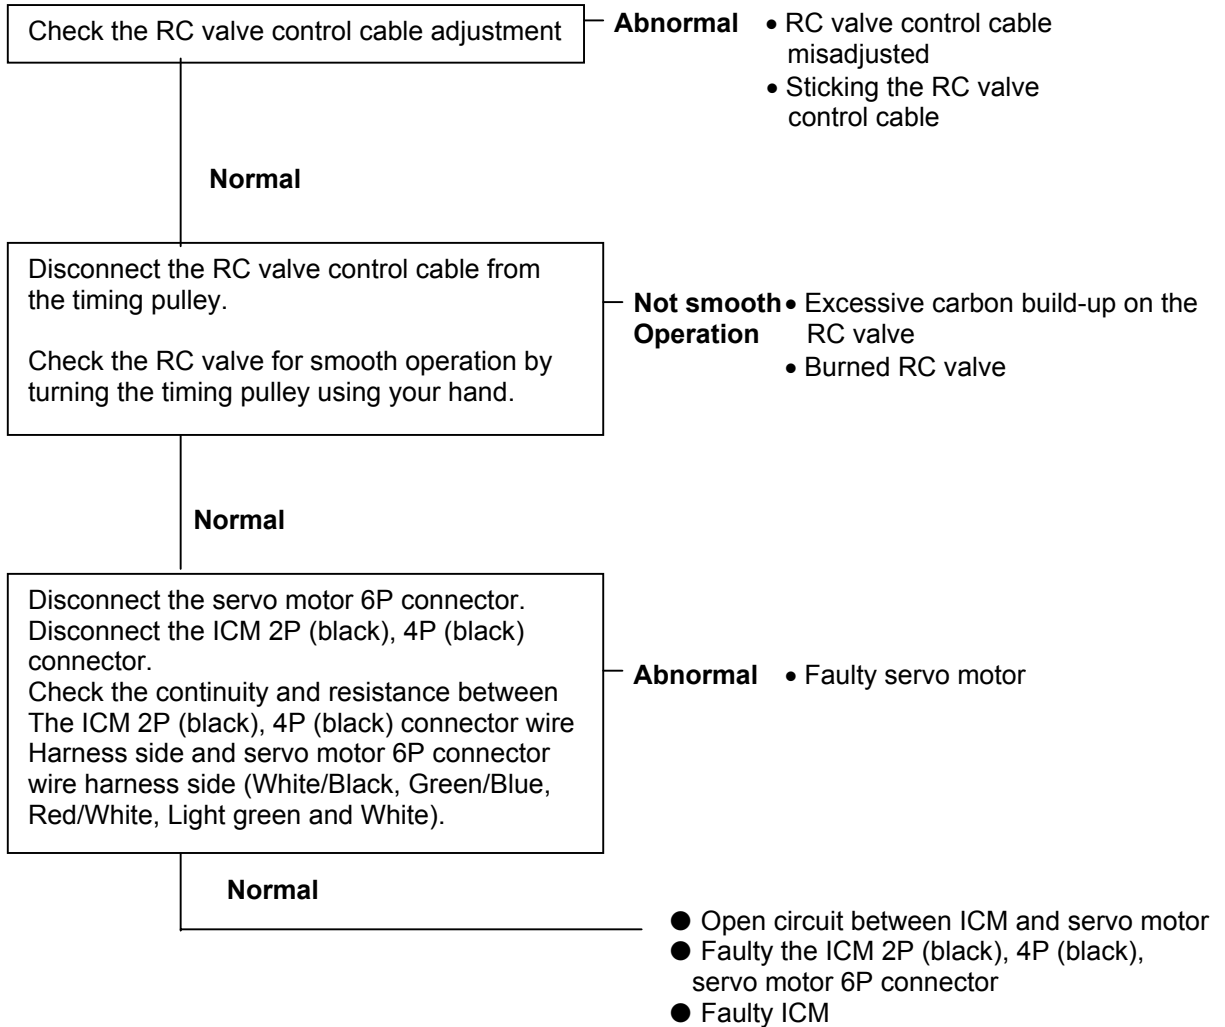 Check the RC valve control cable adjustment
Abnormal
• RC valve control cable
misadjusted
• Sticking the RC valve
control cable
Normal
Disconnect the RC valve control cable from
the timing pulley.
Check the RC valve for smooth operation by
turning the timing pulley using your hand.
Not smooth
Operation
• Excessive carbon build-up on the
RC valve
• Burned RC valve
Normal
Disconnect the servo motor 6P connector.
Disconnect the ICM 2P (black), 4P (black)
connector.
Check the continuity and resistance between
The ICM 2P (black), 4P (black) connector wire
Harness side and servo motor 6P connector
wire harness side (White/Black, Green/Blue,
Red/White, Light green and White).
Abnormal
• Faulty servo motor
Normal
● Open circuit between ICM and servo motor
● Faulty the ICM 2P (black), 4P (black),
servo motor 6P connector
● Faulty ICM